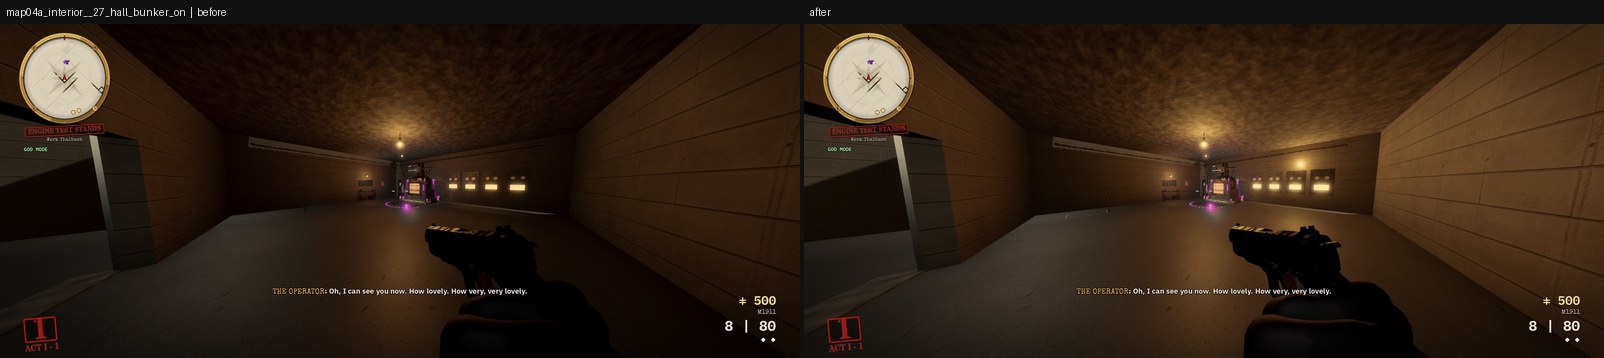 map04a_interior__27_hall_bunker_on | before
ENGINE TEST STANDS
GOD MODE
THE OPERATOR: Oh, I can see you now. How lovely. How very, very lovely.
500
M1911
8 | 80
1
ACT I - 1
after
ENGINE TEST STANDS
GOD MODE
THE OPERATOR: Oh, I can see you now. How lovely. How very, very lovely.
500
M1911
8 | 80
1
ACT I - 1